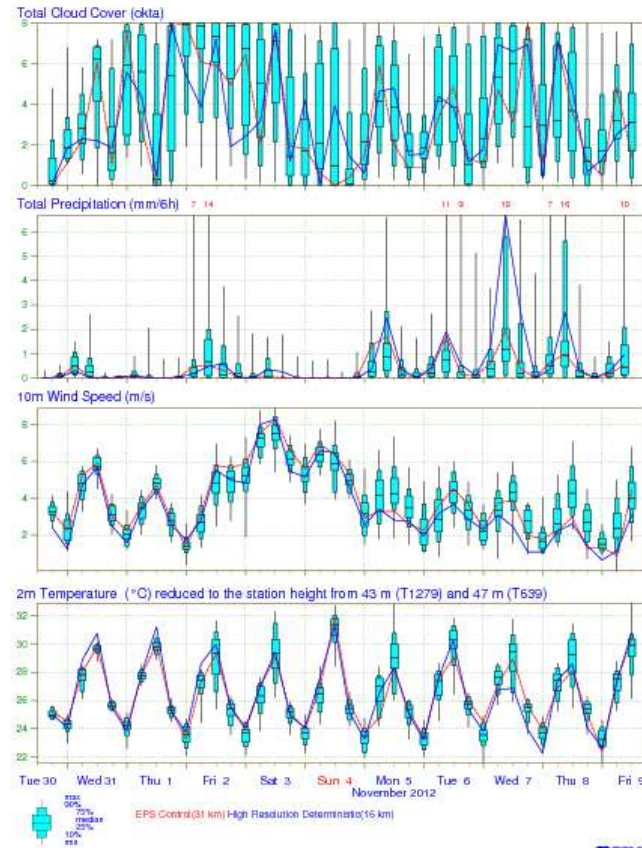 Total Cloud Cover (okta)
8
6
4
2
0
Total Precipitation (mm/6h)
7 14 11 9 19 7 16 10
6
5
4
3
2
1
0
10m Wind Speed (m/s)
8
6
4
2
2m Temperature (°C) reduced to the station height from 43 m (T1279) and 47 m (T639)
32
30
28
26
24
22
Tue 30 Wed 31 Thu 1 Fri 2 Sat 3 Sun 4 Mon 5 Tue 6 Wed 7 Thu 8 Fri 9
November 2012
max
90%
75%
median
25%
10%
min
EPS Control(31 km) High Resolution Deterministic(16 km)